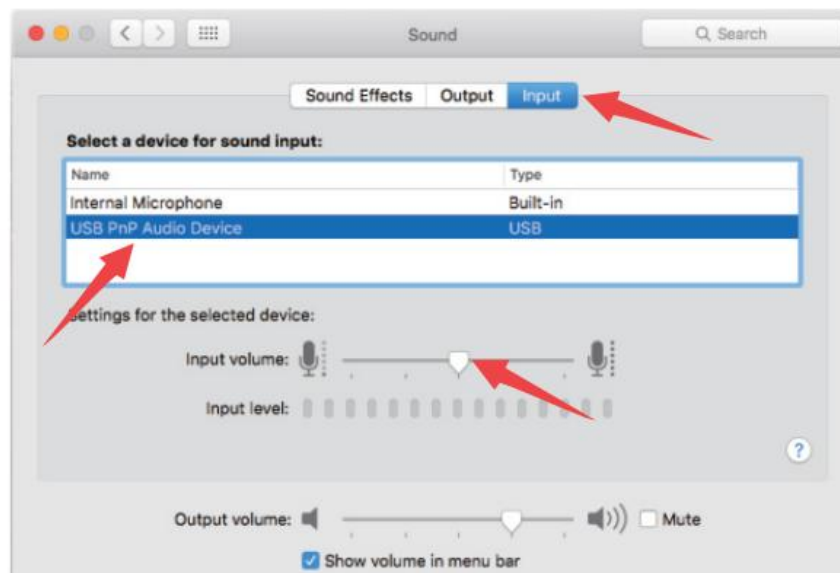 Sound
Search
Sound Effects Output Input
Select a device for sound input:
Name Type
Internal Microphone Built-in
USB PnP Audio Device USB
Settings for the selected device:
Input volume:
Input level:
?
Output volume: Mute
Show volume in menu bar